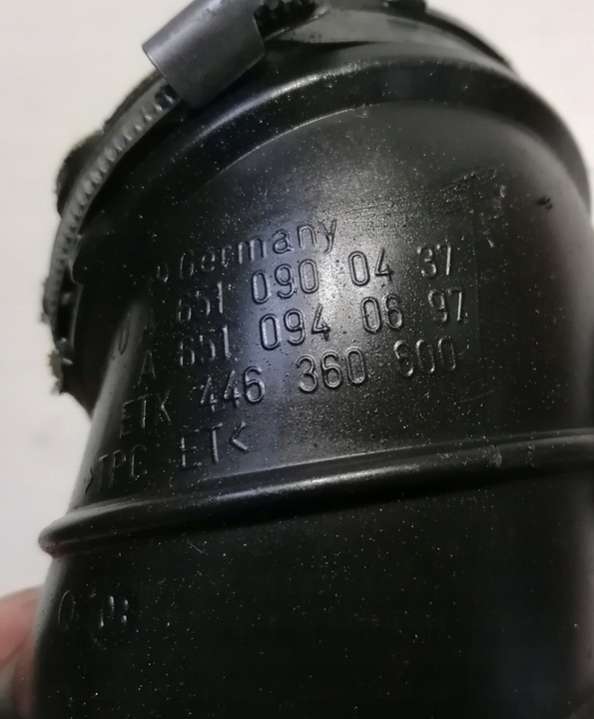 Germany
A 651 090 04 37
A 651 094 06 97
ETK 446 360 600
>TPC ET<